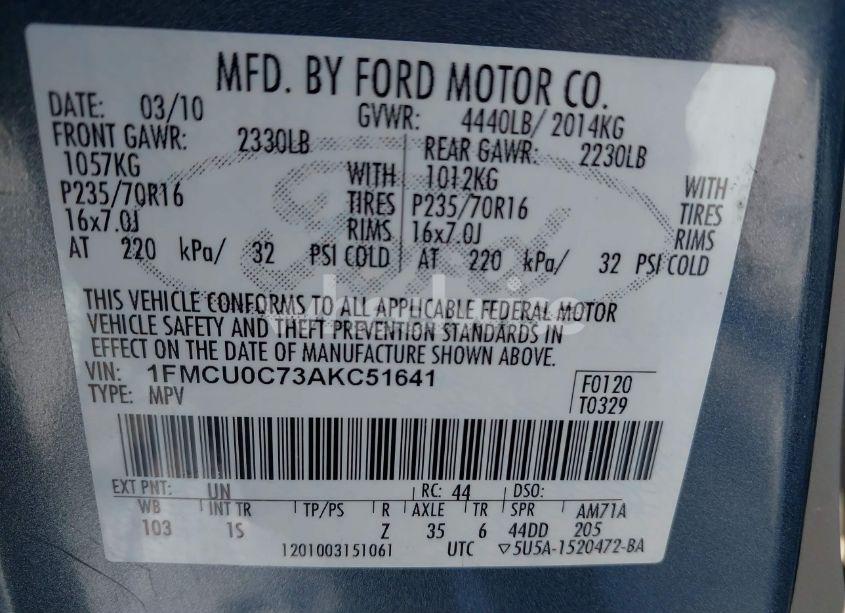 MFD. BY FORD MOTOR CO.
DATE: 03/10 GVWR: 4440LB/ 2014KG
FRONT GAWR: 2330LB REAR GAWR: 2230LB
1057KG WITH 1012KG WITH
P235/70R16 TIRES P235/70R16 TIRES
16x7.0J RIMS 16x7.0J RIMS
AT 220 kPa/ 32 PSI COLD AT 220 kPa/ 32 PSI COLD
THIS VEHICLE CONFORMS TO ALL APPLICABLE FEDERAL MOTOR
VEHICLE SAFETY AND THEFT PREVENTION STANDARDS IN
EFFECT ON THE DATE OF MANUFACTURE SHOWN ABOVE.
VIN: 1FMCU0C73AKC51641 F0120
TYPE: MPV T0329
EXT PNT: UN RC: 44 DSO:
WB INT TR TP/PS R AXLE TR SPR AM71A
103 1S Z 35 6 44DD 205
1201003151061 UTC ▽5U5A-1520472-BA